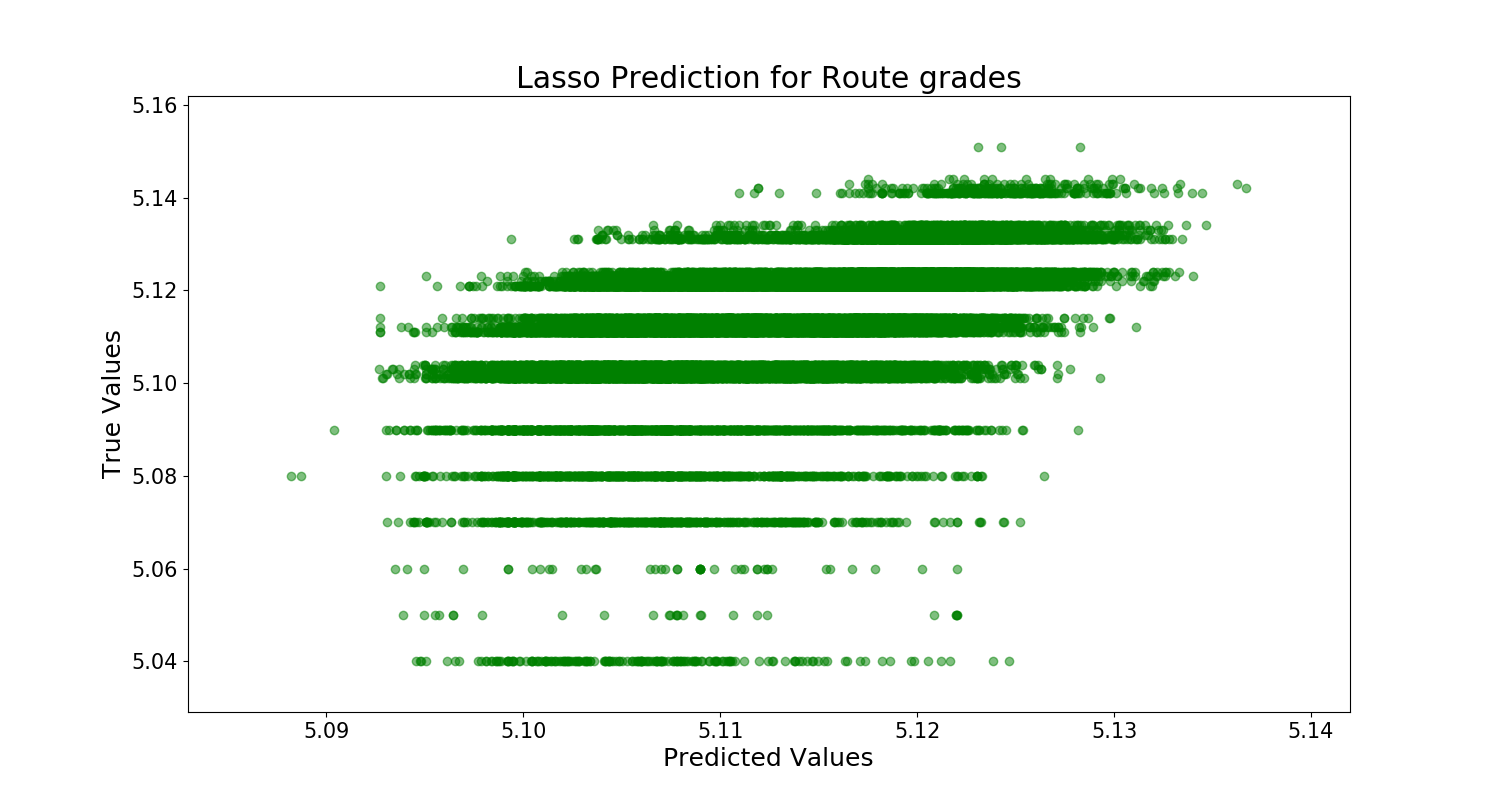 Lasso Prediction for Route grades
5.16
5.14
5.12
5.10
5.08
5.06
5.04
True Values
5.09 5.10 5.11 5.12 5.13 5.14
Predicted Values